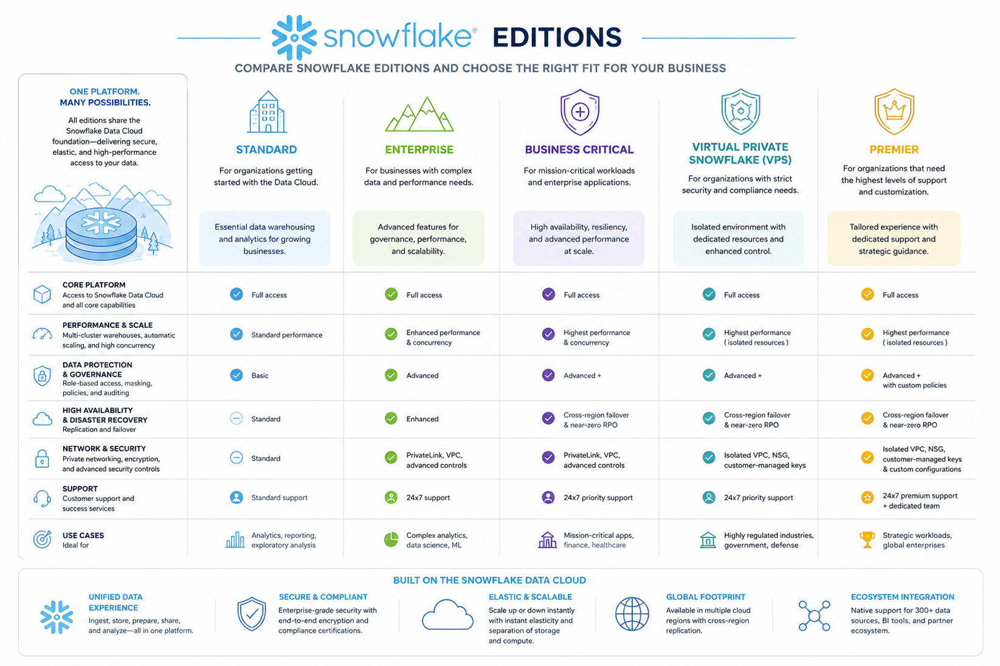 snowflake® EDITIONS
COMPARE SNOWFLAKE EDITIONS AND CHOOSE THE RIGHT FIT FOR YOUR BUSINESS
ONE PLATFORM.
MANY POSSIBILITIES.
All editions share the
Snowflake Data Cloud
foundation—delivering secure,
elastic, and high-performance
access to your data.
STANDARD
For organizations getting
started with the Data Cloud.
Essential data warehousing
and analytics for growing
businesses.
ENTERPRISE
For businesses with complex
data and performance needs.
Advanced features for
governance, performance,
and scalability.
BUSINESS CRITICAL
For mission-critical workloads
and enterprise applications.
High availability, resiliency,
and advanced performance
at scale.
VIRTUAL PRIVATE
SNOWFLAKE (VPS)
For organizations with strict
security and compliance needs.
Isolated environment with
dedicated resources and
enhanced control.
PREMIER
For organizations that need
the highest levels of support
and customization.
Tailored experience with
dedicated support and
strategic guidance.
CORE PLATFORM
Access to Snowflake Data Cloud
and all core capabilities
Full access
Full access
Full access
Full access
Full access
PERFORMANCE & SCALE
Multi-cluster warehouses, automatic
scaling, and high concurrency
Standard performance
Enhanced performance
& concurrency
Highest performance
& concurrency
Highest performance
( isolated resources )
Highest performance
( isolated resources )
DATA PROTECTION
& GOVERNANCE
Role-based access, masking,
policies, and auditing
Basic
Advanced
Advanced +
Advanced +
Advanced +
with custom policies
HIGH AVAILABILITY
& DISASTER RECOVERY
Replication and failover
Standard
Enhanced
Cross-region failover
& near-zero RPO
Cross-region failover
& near-zero RPO
Cross-region failover
& near-zero RPO
NETWORK & SECURITY
Private networking, encryption,
and advanced security controls
Standard
PrivateLink, VPC,
advanced controls
PrivateLink, VPC,
advanced controls
Isolated VPC, NSG,
customer-managed keys
Isolated VPC, NSG,
customer-managed keys
& custom configurations
SUPPORT
Customer support and
success services
Standard support
24x7 support
24x7 priority support
24x7 priority support
24x7 premium support
+ dedicated team
USE CASES
Ideal for
Analytics, reporting,
exploratory analysis
Complex analytics,
data science, ML
Mission-critical apps,
finance, healthcare
Highly regulated industries,
government, defense
Strategic workloads,
global enterprises
BUILT ON THE SNOWFLAKE DATA CLOUD
UNIFIED DATA
EXPERIENCE
Ingest, store, prepare, share,
and analyze—all in one platform.
SECURE & COMPLIANT
Enterprise-grade security with
end-to-end encryption and
compliance certifications.
ELASTIC & SCALABLE
Scale up or down instantly
with instant elasticity and
separation of storage
and compute.
GLOBAL FOOTPRINT
Available in multiple cloud
regions with cross-region
replication.
ECOSYSTEM INTEGRATION
Native support for 300+ data
sources, BI tools, and partner
ecosystem.